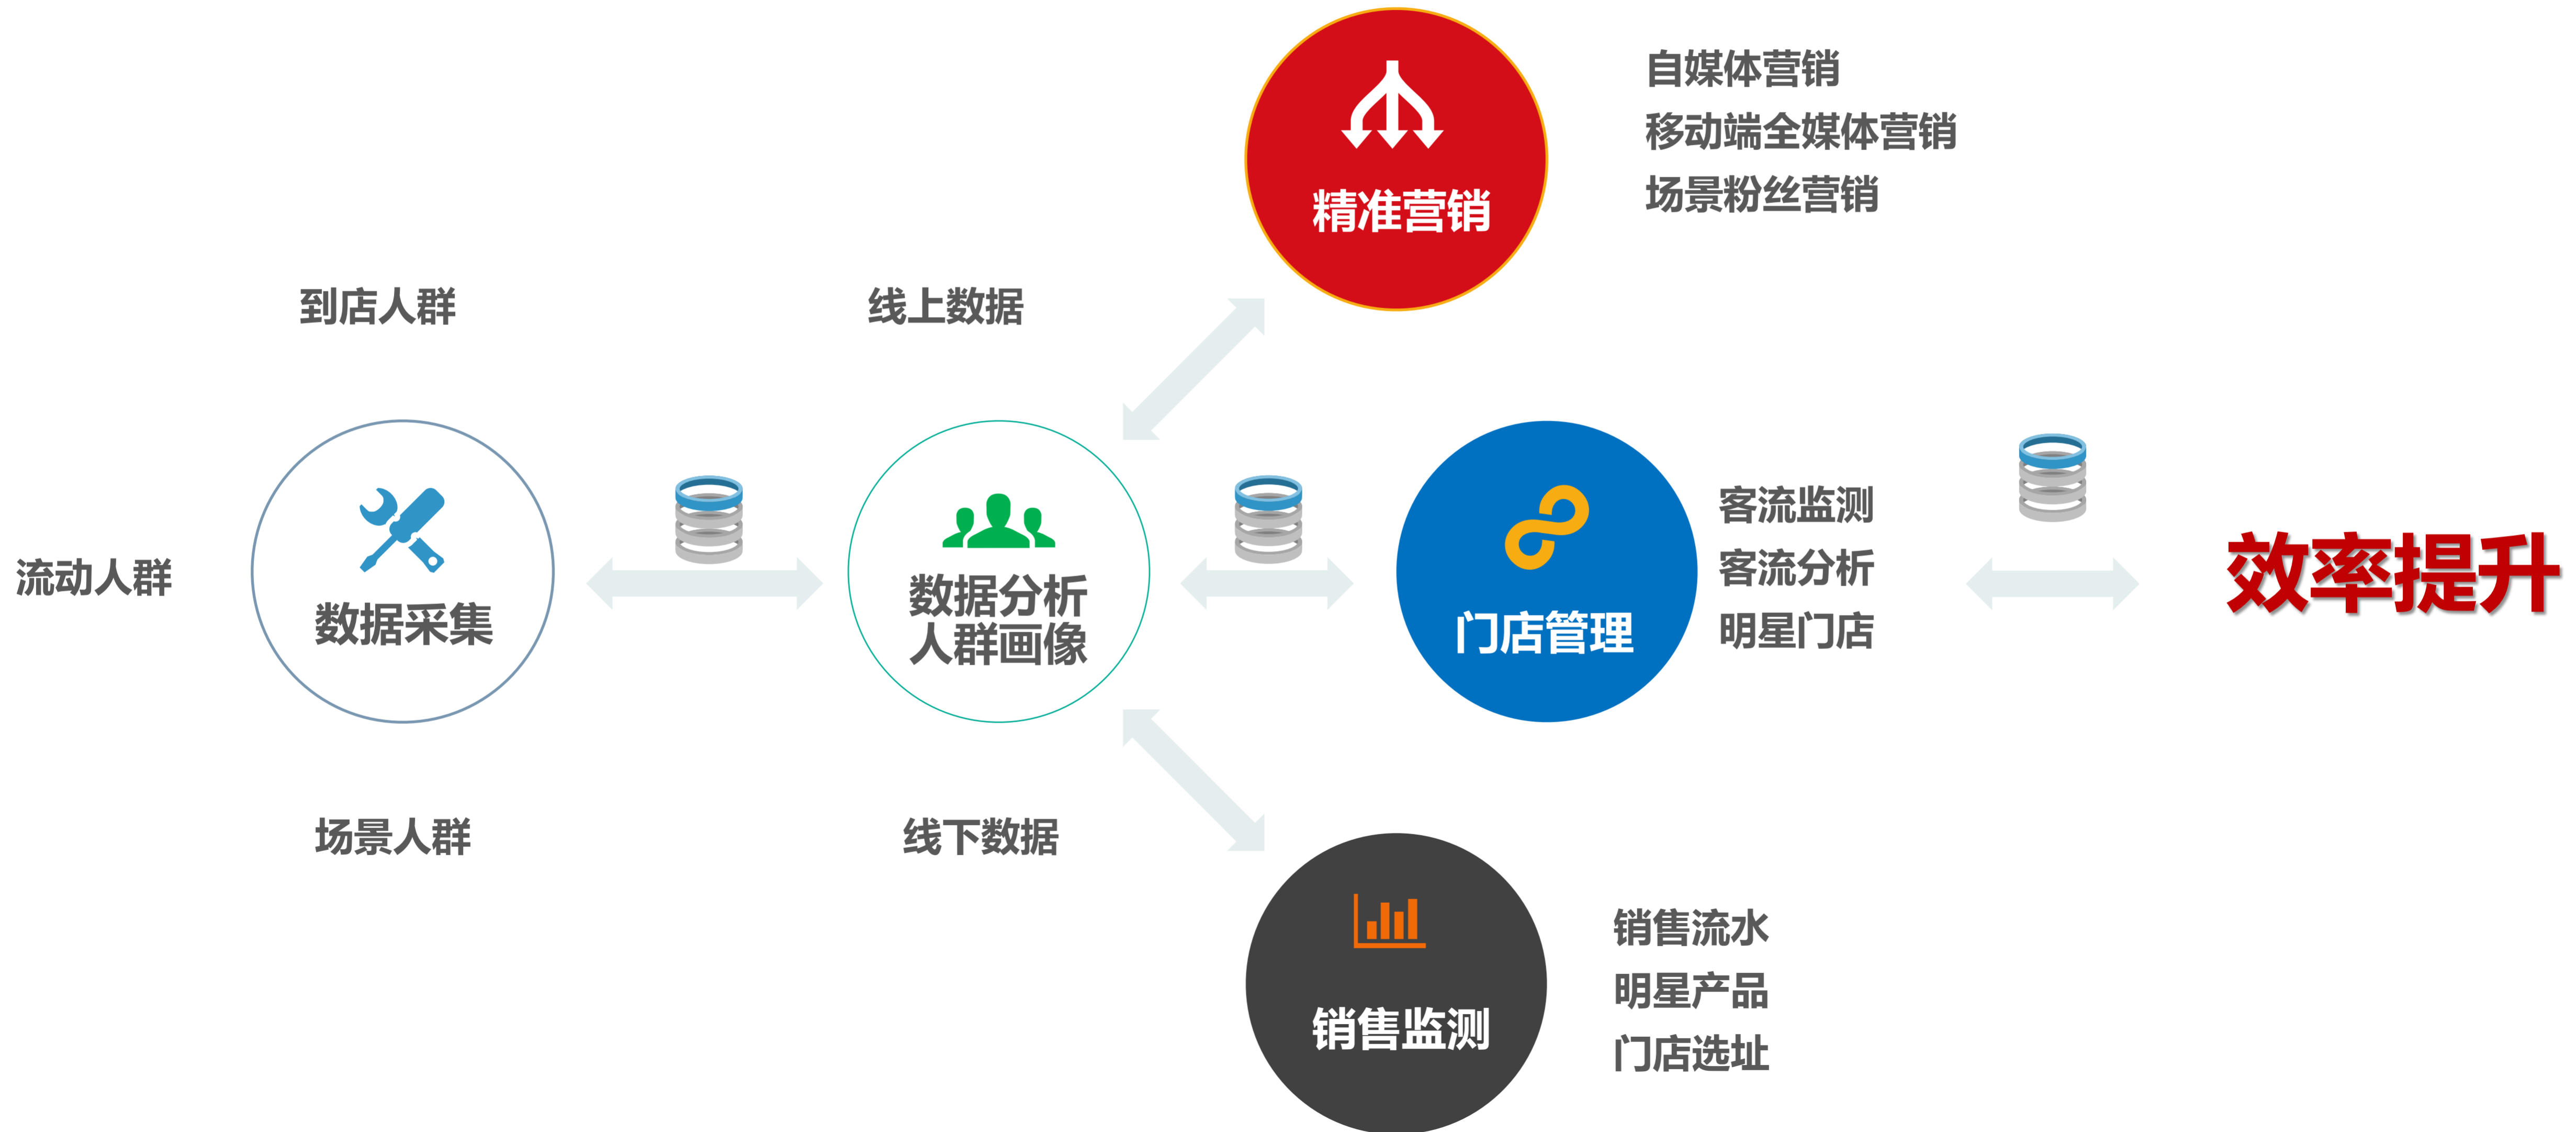 自媒体营销
移动端全媒体营销
场景粉丝营销
精准营销
到店人群
线上数据
流动人群
数据采集
数据分析
人群画像
门店管理
客流监测
客流分析
明星门店
效率提升
场景人群
线下数据
销售监测
销售流水
明星产品
门店选址